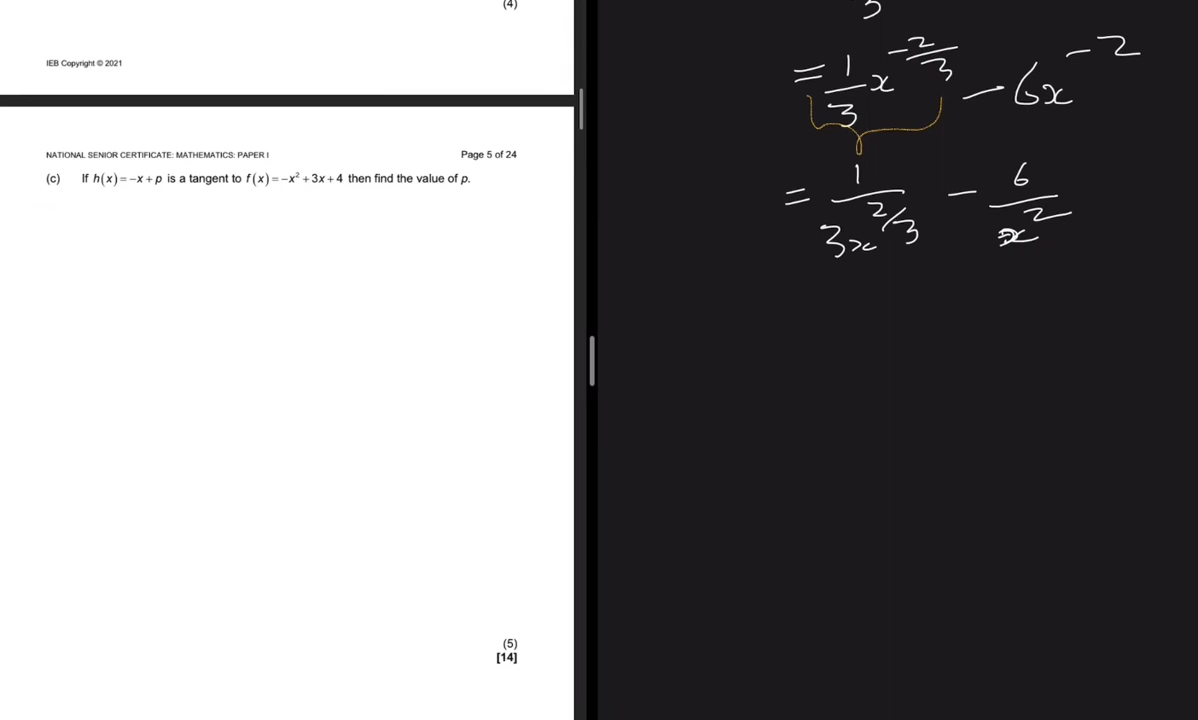 (4)
IEB Copyright © 2021
NATIONAL SENIOR CERTIFICATE: MATHEMATICS: PAPER I
Page 5 of 24
(c) If h(x) = −x + p is a tangent to f(x) = −x² + 3x + 4 then find the value of p.
(5)
[14]
3
= 1/3 x^(-2/3) − 6x^(-2)
= 1/(3x^(2/3)) − 6/x²